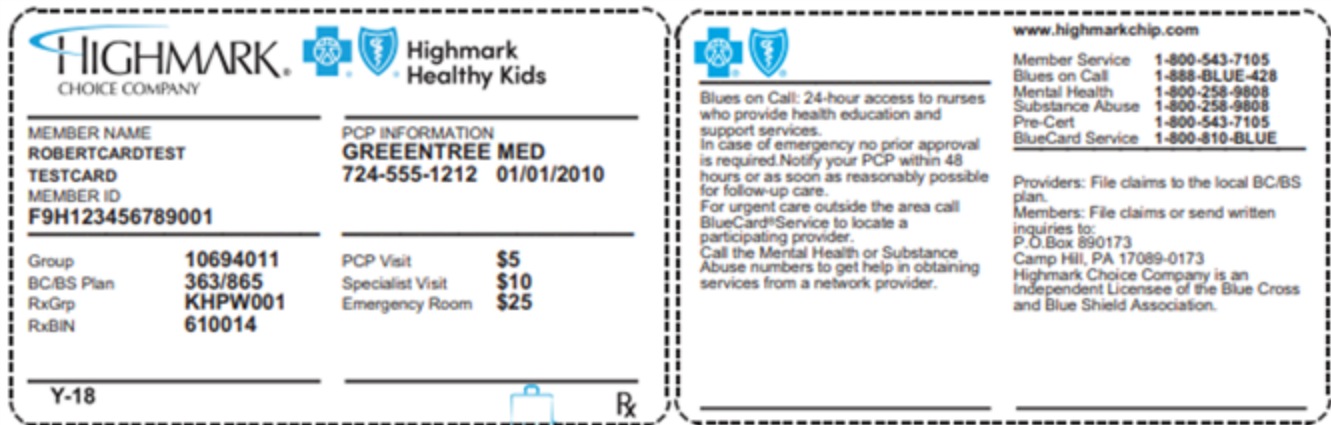 HIGHMARK®
CHOICE COMPANY
Highmark
Healthy Kids
MEMBER NAME
ROBERTCARDTEST
TESTCARD
MEMBER ID
F9H123456789001
PCP INFORMATION
GREEENTREE MED
724-555-1212 01/01/2010
Group 10694011
BC/BS Plan 363/865
RxGrp KHPW001
RxBIN 610014
PCP Visit $5
Specialist Visit $10
Emergency Room $25
Y-18
Rx
Blues on Call: 24-hour access to nurses
who provide health education and
support services.
In case of emergency no prior approval
is required.Notify your PCP within 48
hours or as soon as reasonably possible
for follow-up care.
For urgent care outside the area call
BlueCard®Service to locate a
participating provider.
Call the Mental Health or Substance
Abuse numbers to get help in obtaining
services from a network provider.
www.highmarkchip.com
Member Service 1-800-543-7105
Blues on Call 1-888-BLUE-428
Mental Health 1-800-258-9808
Substance Abuse 1-800-258-9808
Pre-Cert 1-800-543-7105
BlueCard Service 1-800-810-BLUE
Providers: File claims to the local BC/BS
plan.
Members: File claims or send written
inquiries to:
P.O.Box 890173
Camp Hill, PA 17089-0173
Highmark Choice Company is an
Independent Licensee of the Blue Cross
and Blue Shield Association.